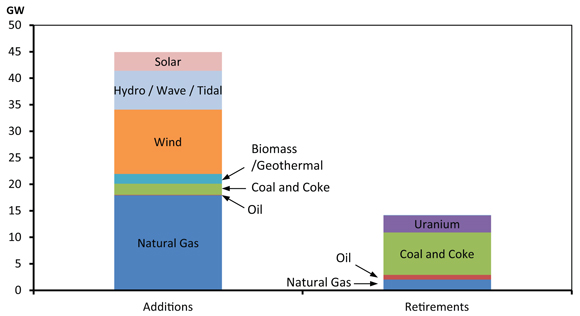 GW
50
45
40
35
30
25
20
15
10
5
0
Solar
Hydro / Wave / Tidal
Wind
Biomass
/Geothermal
Coal and Coke
Oil
Natural Gas
Uranium
Coal and Coke
Oil
Natural Gas
Additions
Retirements